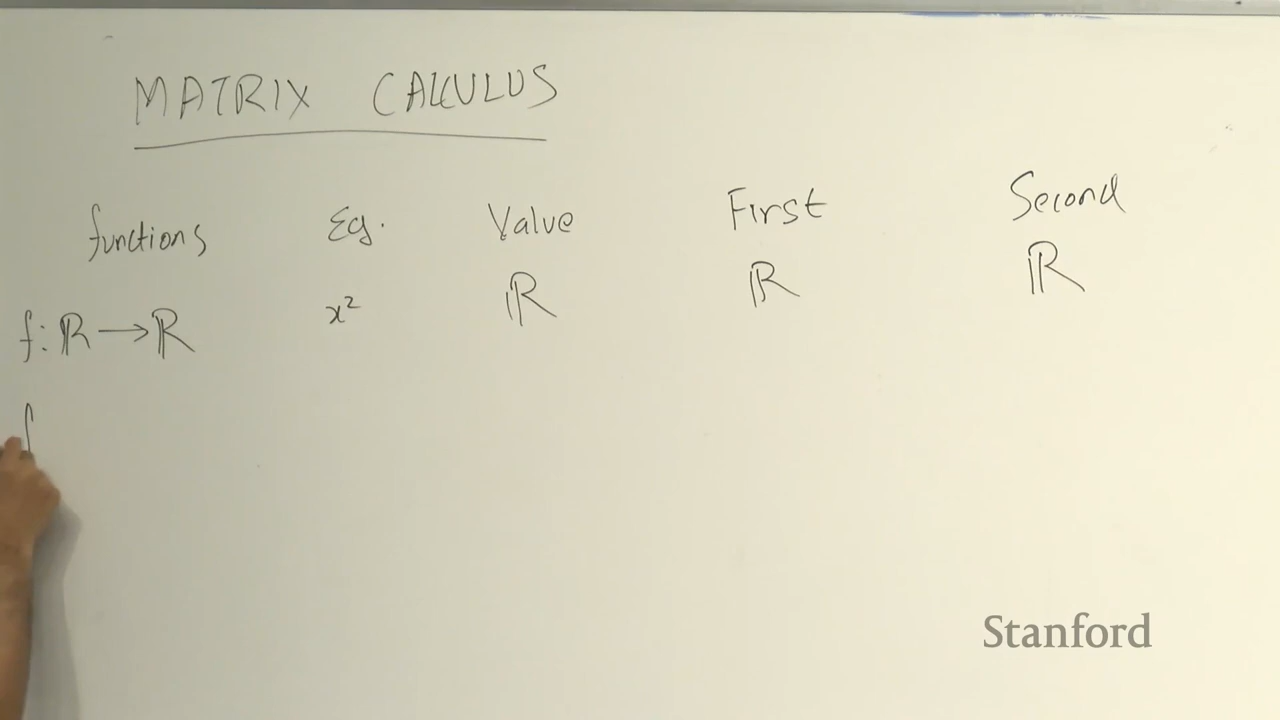 MATRIX CALCULUS
functions Eg. Value First Second
f: ℝ → ℝ x² ℝ ℝ ℝ
f
Stanford